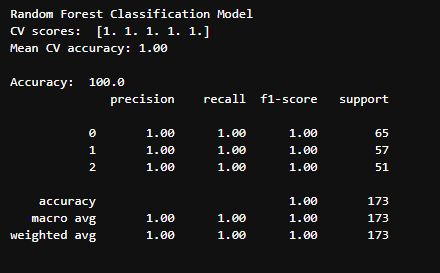 Random Forest Classification Model
CV scores:  [1. 1. 1. 1. 1.]
Mean CV accuracy: 1.00
Accuracy:  100.0
precision    recall  f1-score   support
0       1.00      1.00      1.00        65
1       1.00      1.00      1.00        57
2       1.00      1.00      1.00        51
accuracy                           1.00       173
macro avg       1.00      1.00      1.00       173
weighted avg       1.00      1.00      1.00       173